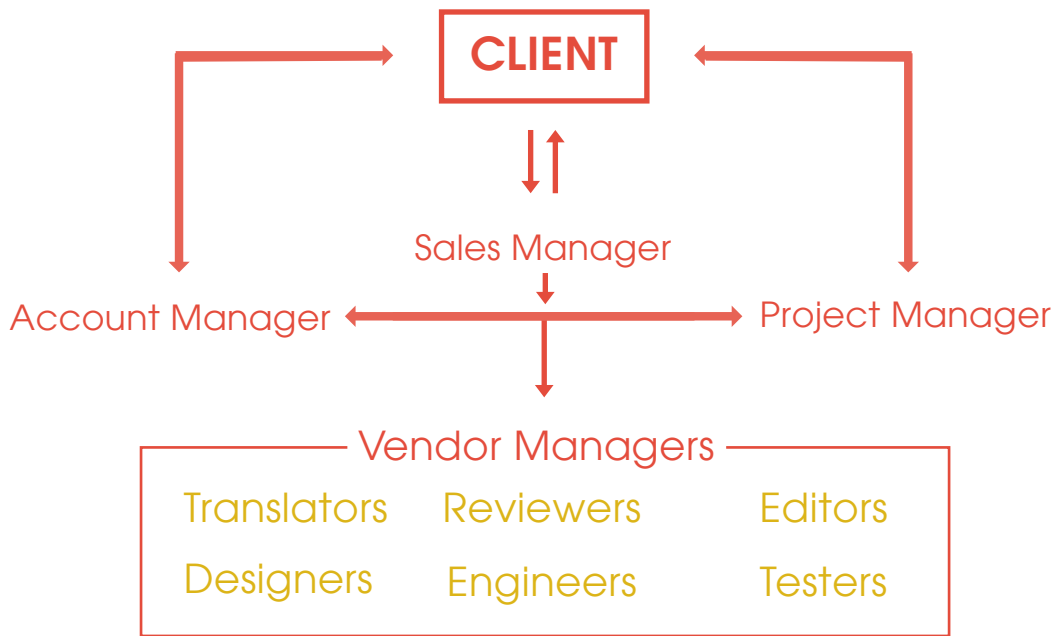 CLIENT
Sales Manager
Account Manager
Project Manager
Vendor Managers
Translators Reviewers Editors
Designers Engineers Testers